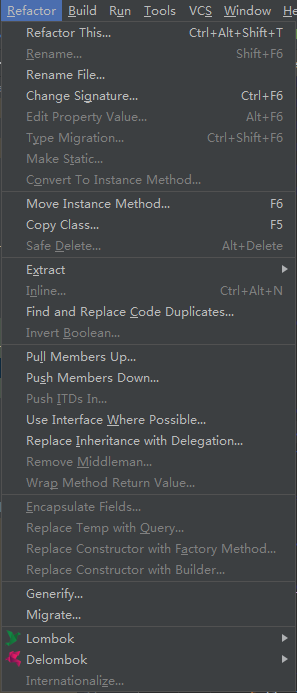 Refactor Build Run Tools VCS Window He
Refactor This... Ctrl+Alt+Shift+T
Rename... Shift+F6
Rename File...
Change Signature... Ctrl+F6
Edit Property Value... Alt+F6
Type Migration... Ctrl+Shift+F6
Make Static...
Convert To Instance Method...
Move Instance Method... F6
Copy Class... F5
Safe Delete... Alt+Delete
Extract
Inline... Ctrl+Alt+N
Find and Replace Code Duplicates...
Invert Boolean...
Pull Members Up...
Push Members Down...
Push ITDs In...
Use Interface Where Possible...
Replace Inheritance with Delegation...
Remove Middleman...
Wrap Method Return Value...
Encapsulate Fields...
Replace Temp with Query...
Replace Constructor with Factory Method...
Replace Constructor with Builder...
Generify...
Migrate...
Lombok
Delombok
Internationalize...